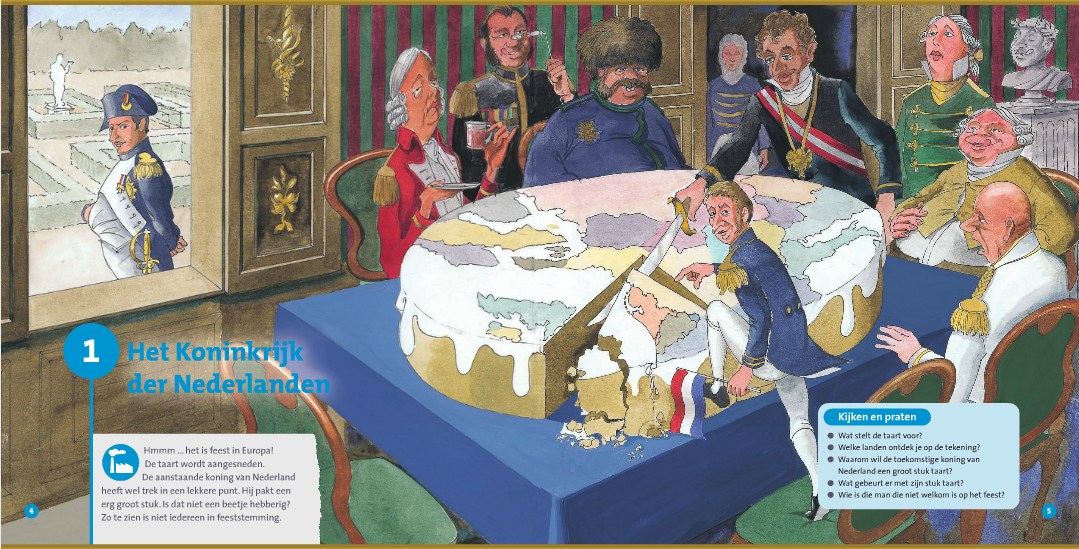 1
Het Koninkrijk
der Nederlanden
Hmmm ... het is feest in Europa!
De taart wordt aangesneden.
De aanstaande koning van Nederland
heeft wel trek in een lekkere punt. Hij pakt een
erg groot stuk. Is dat niet een beetje hebberig?
Zo te zien is niet iedereen in feeststemming.
4
Kijken en praten
● Wat stelt de taart voor?
● Welke landen ontdek je op de tekening?
● Waarom wil de toekomstige koning van
Nederland een groot stuk taart?
● Wat gebeurt er met zijn stuk taart?
● Wie is die man die niet welkom is op het feest?
5